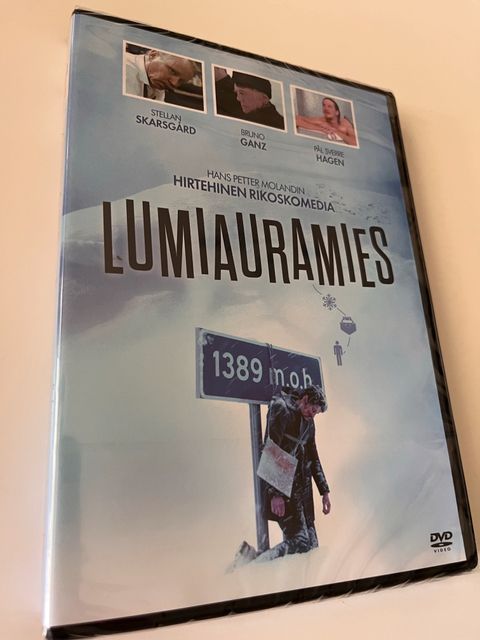 STELLAN
SKARSGÅRD
BRUNO
GANZ
PÅL SVERRE
HAGEN
HANS PETTER MOLANDIN
HIRTEHINEN RIKOSKOMEDIA
LUMIAURAMIES
1389 m.o.h.
DVD
VIDEO